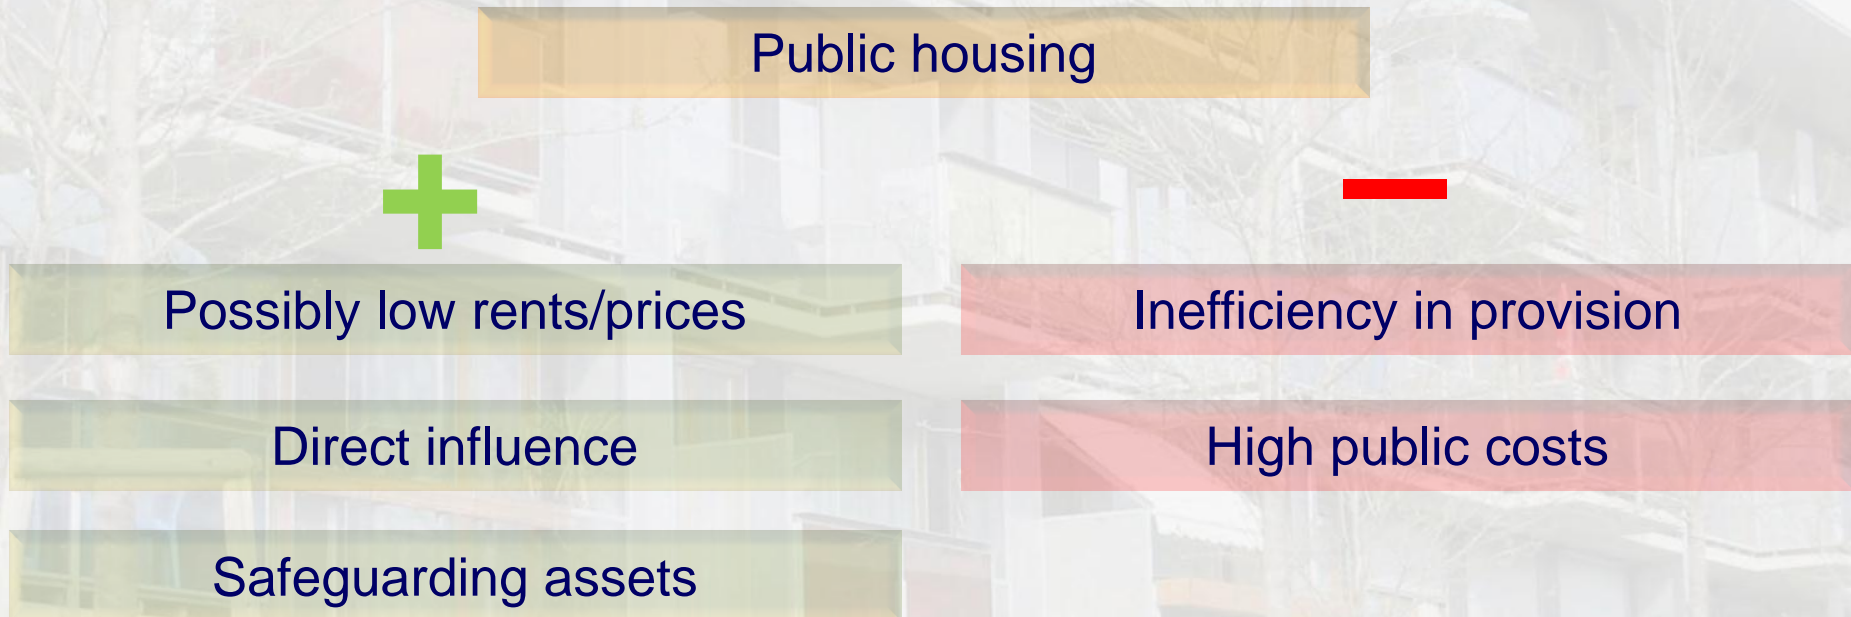 Public housing
Possibly low rents/prices
Inefficiency in provision
Direct influence
High public costs
Safeguarding assets